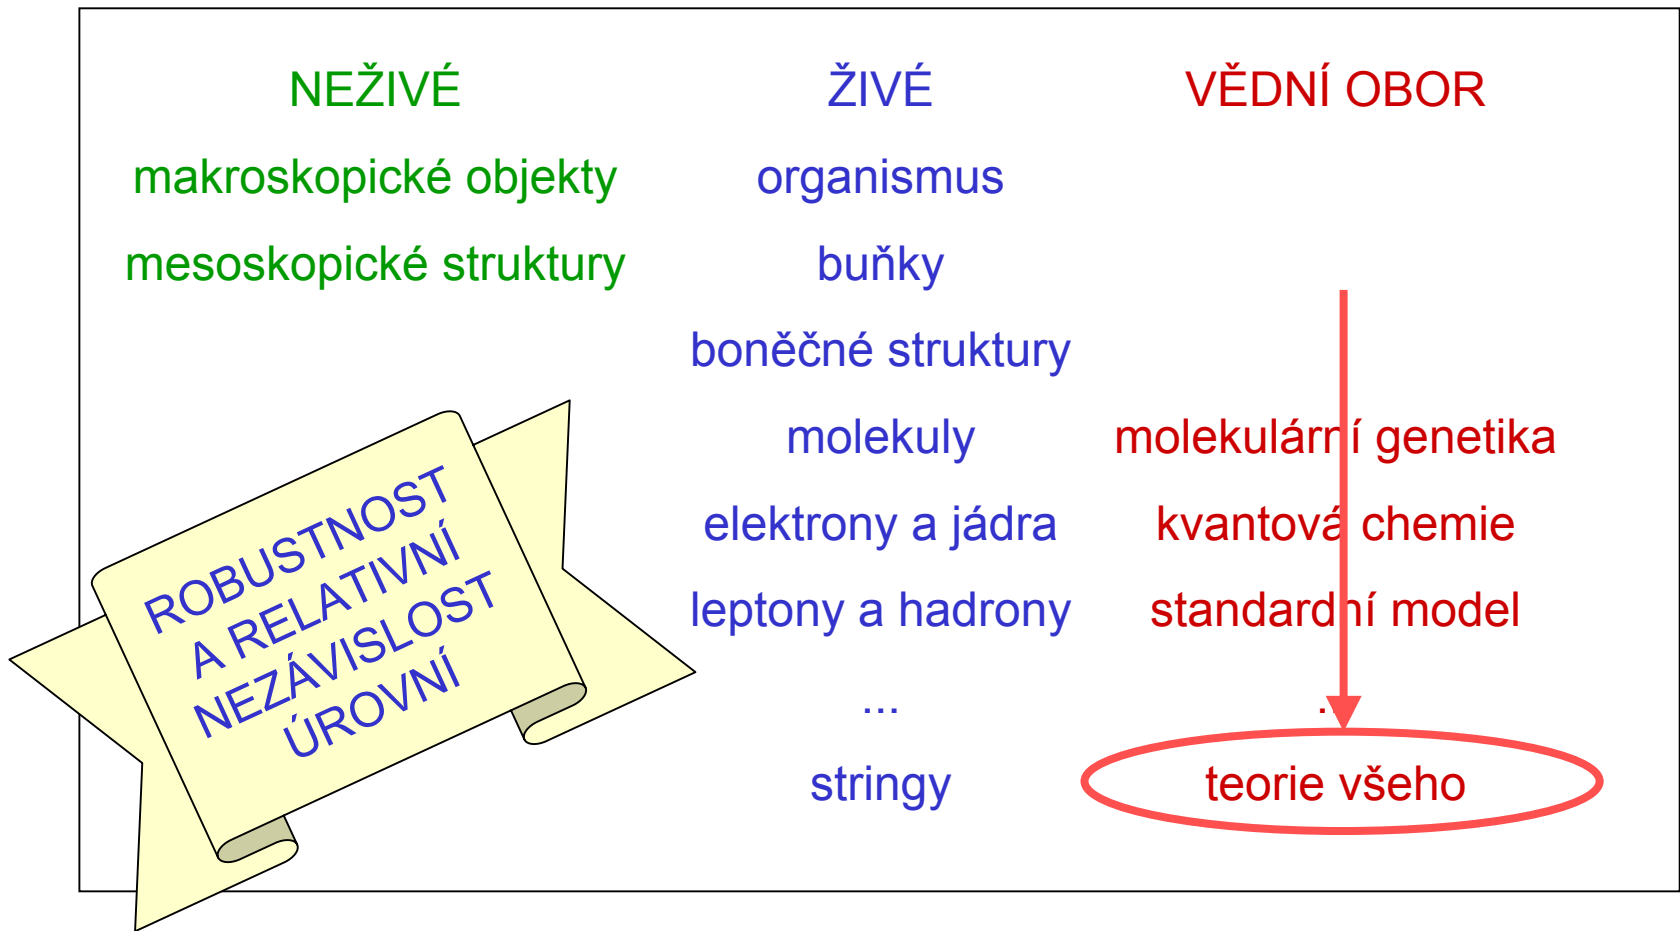 NEŽIVÉ ŽIVÉ VĚDNÍ OBOR
makroskopické objekty organismus
mesoskopické struktury buňky
boněčné struktury
molekuly molekulární genetika
elektrony a jádra kvantová chemie
leptony a hadrony standardní model
... ...
stringy teorie všeho
ROBUSTNOST
A RELATIVNÍ
NEZÁVISLOST
ÚROVNÍ